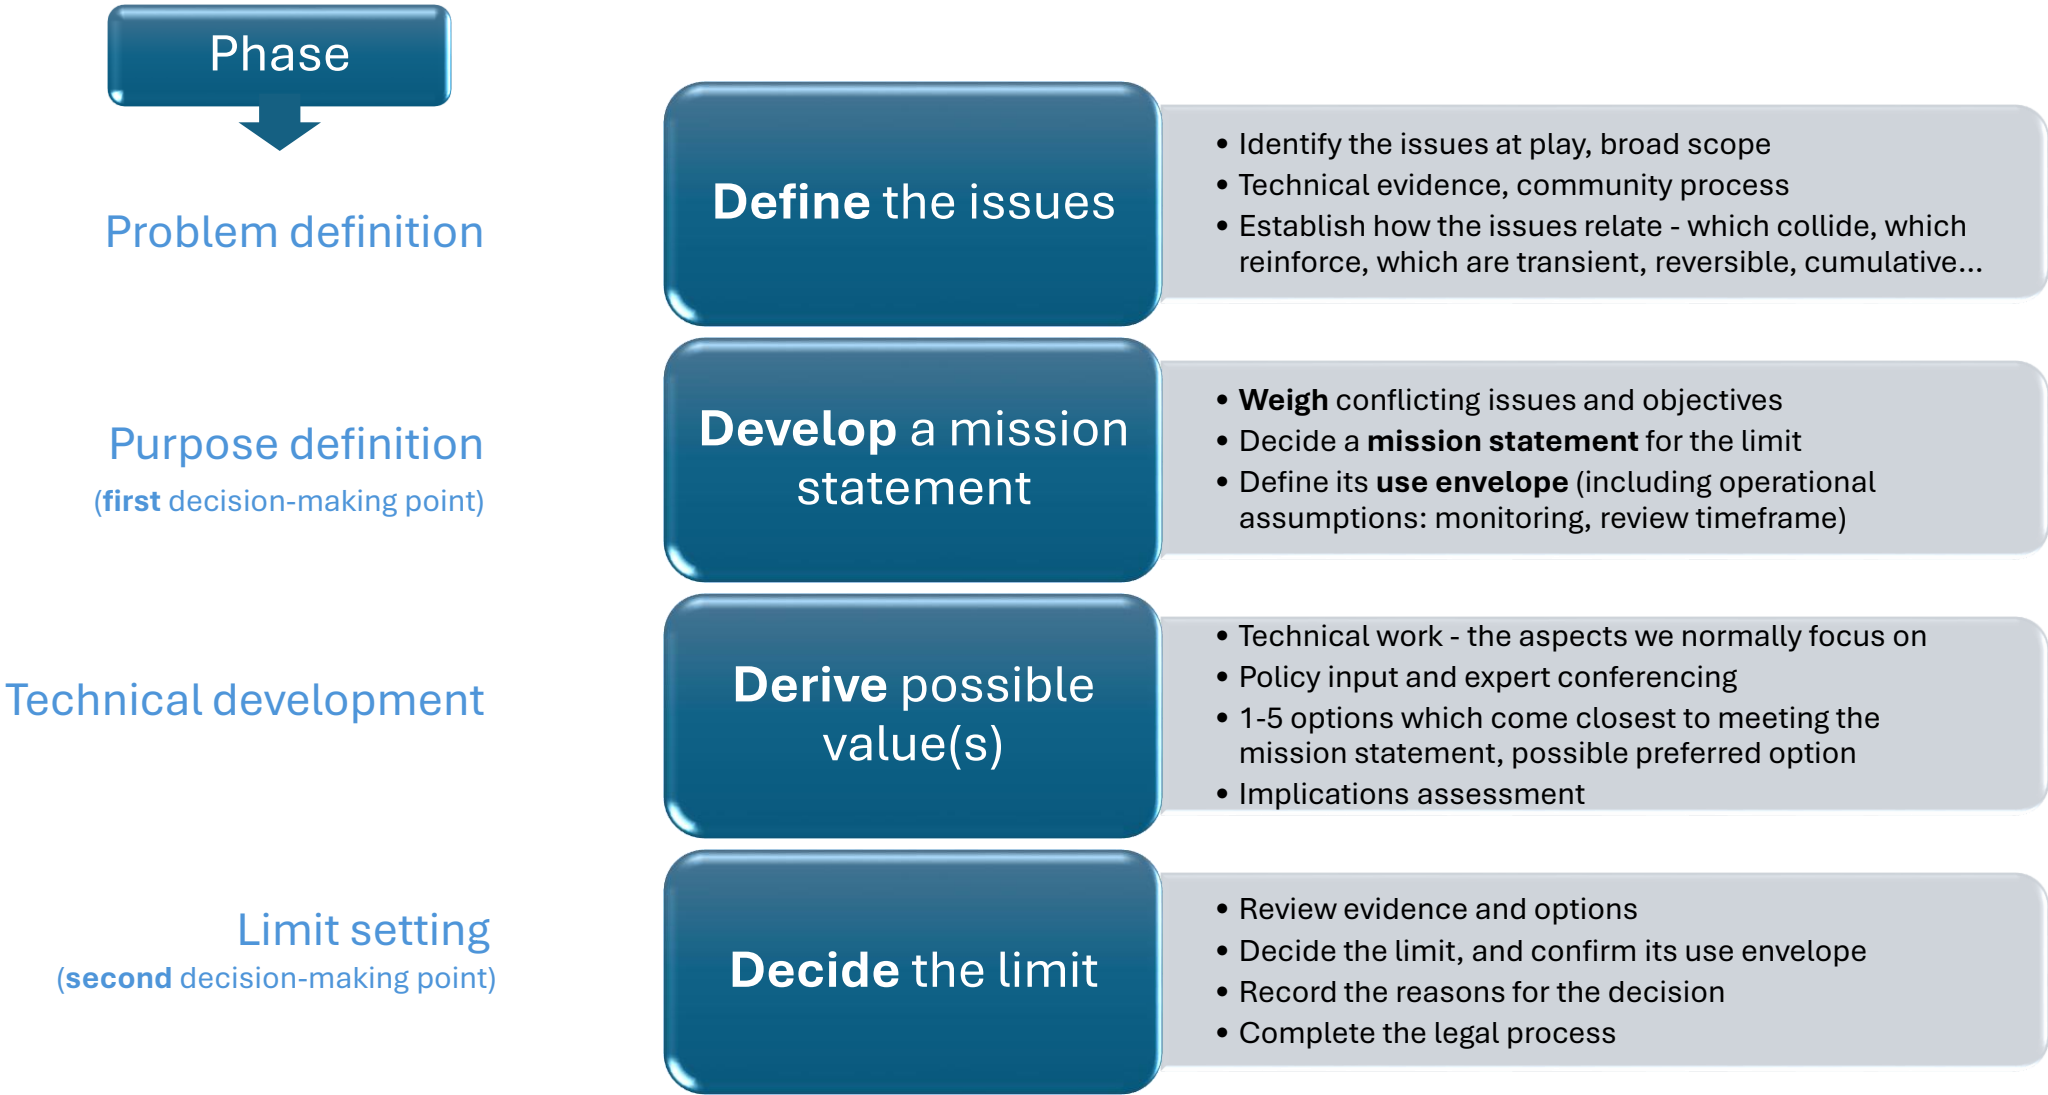 Phase
Problem definition
Define the issues
• Identify the issues at play, broad scope
• Technical evidence, community process
• Establish how the issues relate - which collide, which
reinforce, which are transient, reversible, cumulative...
Purpose definition
(first decision-making point)
Develop a mission
statement
• Weigh conflicting issues and objectives
• Decide a mission statement for the limit
• Define its use envelope (including operational
assumptions: monitoring, review timeframe)
Technical development
Derive possible
value(s)
• Technical work - the aspects we normally focus on
• Policy input and expert conferencing
• 1-5 options which come closest to meeting the
mission statement, possible preferred option
• Implications assessment
Limit setting
(second decision-making point)
Decide the limit
• Review evidence and options
• Decide the limit, and confirm its use envelope
• Record the reasons for the decision
• Complete the legal process